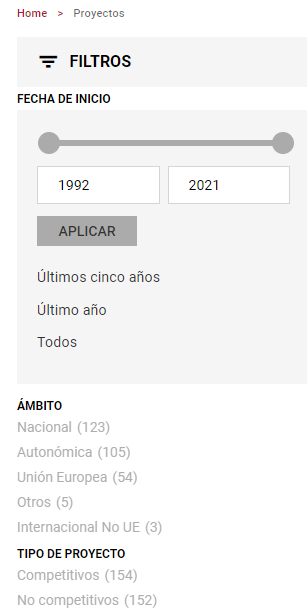 Home > Proyectos
FILTROS
FECHA DE INICIO
1992 2021
APLICAR
Últimos cinco años
Último año
Todos
ÁMBITO
Nacional (123)
Autonómica (105)
Unión Europea (54)
Otros (5)
Internacional No UE (3)
TIPO DE PROYECTO
Competitivos (154)
No competitivos (152)